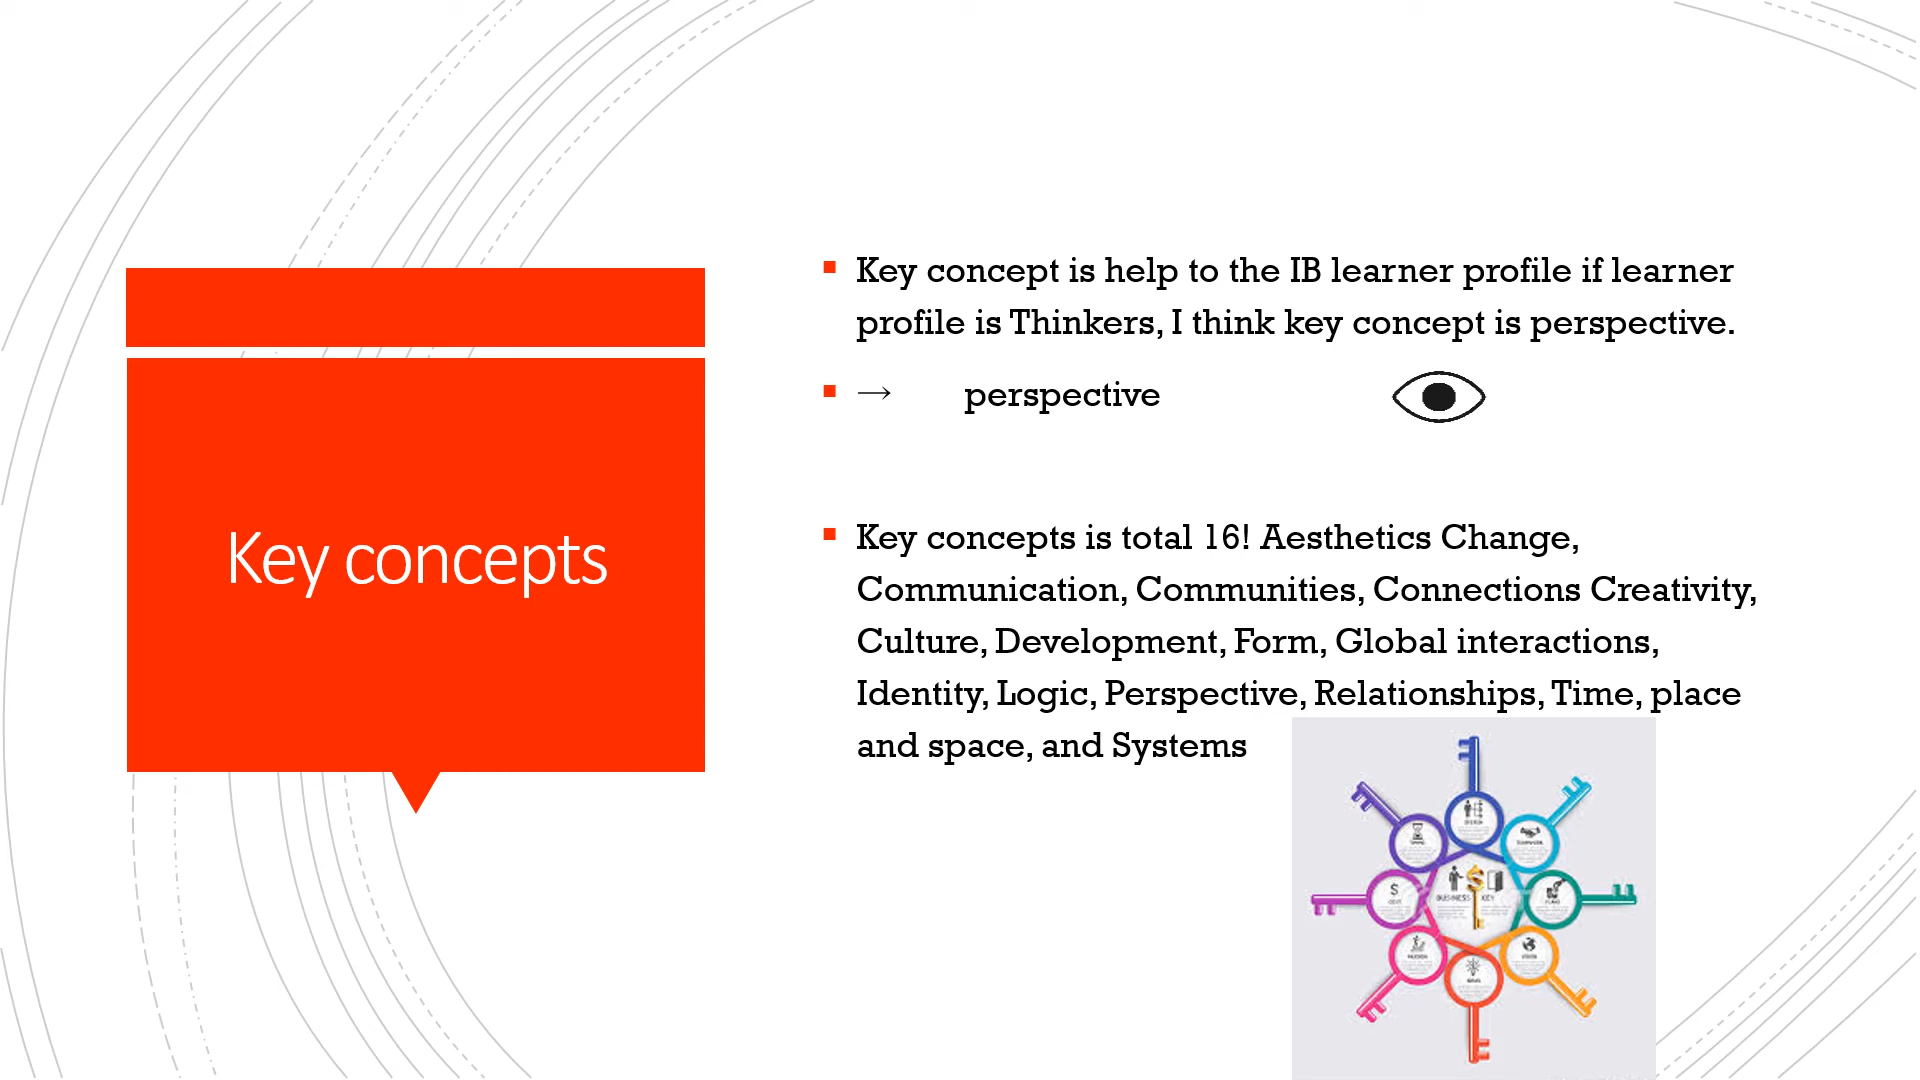 Key concepts
Key concept is help to the IB learner profile if learner
profile is Thinkers, I think key concept is perspective.
→ perspective
Key concepts is total 16! Aesthetics Change,
Communication, Communities, Connections Creativity,
Culture, Development, Form, Global interactions,
Identity, Logic, Perspective, Relationships, Time, place
and space, and Systems
BUSINESS KEY